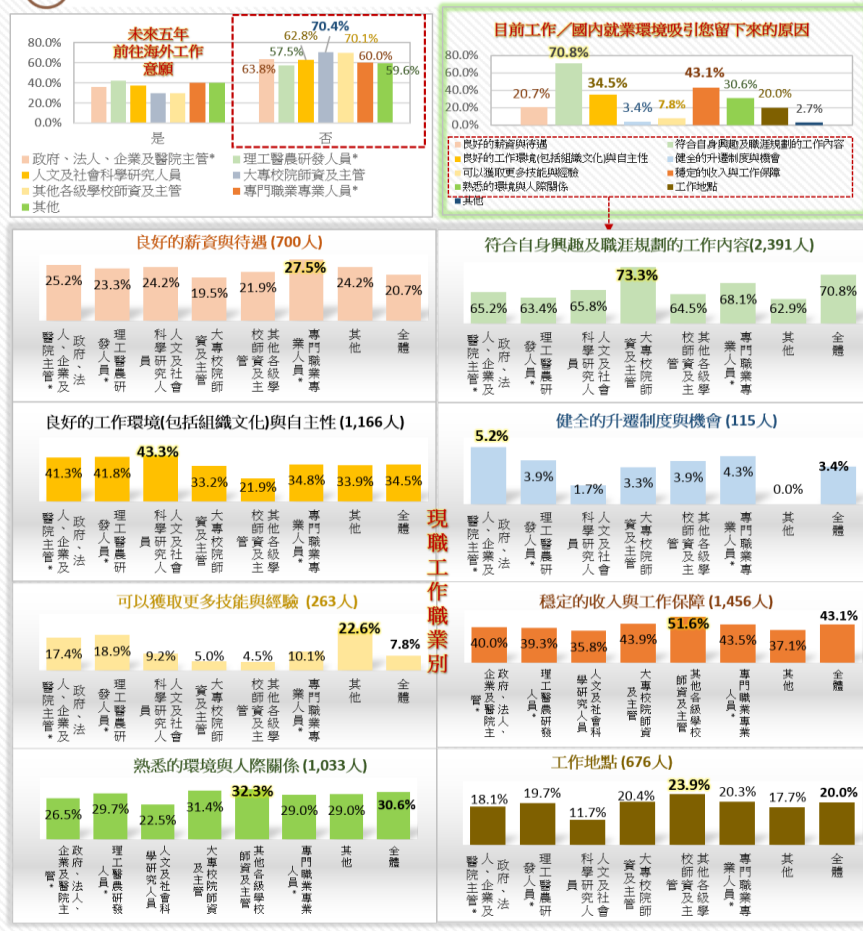 未來五年
前往海外工作
意願
80.0%
60.0%
40.0%
20.0%
0.0%
63.8%
57.5%
62.8%
70.4%
70.1%
60.0%
59.6%
是
否
政府、法人、企業及醫院主管*
理工醫農研發人員*
人文及社會科學研究人員
大專校院師資及主管
其他各級學校師資及主管
專門職業專業人員*
其他
目前工作／國內就業環境吸引您留下來的原因
80.0%
60.0%
40.0%
20.0%
0.0%
20.7%
70.8%
34.5%
3.4%
7.8%
43.1%
30.6%
20.0%
2.7%
良好的薪資與待遇
符合自身興趣及職涯規劃的工作內容
良好的工作環境(包括組織文化)與自主性
健全的升遷制度與機會
可以獲取更多技能與經驗
穩定的收入與工作保障
熟悉的環境與人際關係
工作地點
其他
現職工作職業別
良好的薪資與待遇 (700人)
25.2%
23.3%
24.2%
19.5%
21.9%
27.5%
24.2%
20.7%
政府、法人、企業及醫院主管*
理工醫農研發人員*
人文及社會科學研究人員
大專校院師資及主管
其他各級學校師資及主管
專門職業專業人員*
其他
全體
符合自身興趣及職涯規劃的工作內容(2,391人)
65.2%
63.4%
65.8%
73.3%
64.5%
68.1%
62.9%
70.8%
政府、法人、企業及醫院主管*
理工醫農研發人員*
人文及社會科學研究人員
大專校院師資及主管
其他各級學校師資及主管
專門職業專業人員*
其他
全體
良好的工作環境(包括組織文化)與自主性 (1,166人)
41.3%
41.8%
43.3%
33.2%
21.9%
34.8%
33.9%
34.5%
政府、法人、企業及醫院主管*
理工醫農研發人員*
人文及社會科學研究人員
大專校院師資及主管
其他各級學校師資及主管
專門職業專業人員*
其他
全體
健全的升遷制度與機會 (115人)
5.2%
3.9%
1.7%
3.3%
3.9%
4.3%
0.0%
3.4%
政府、法人、企業及醫院主管*
理工醫農研發人員*
人文及社會科學研究人員
大專校院師資及主管
其他各級學校師資及主管
專門職業專業人員*
其他
全體
可以獲取更多技能與經驗 (263人)
17.4%
18.9%
9.2%
5.0%
4.5%
10.1%
22.6%
7.8%
政府、法人、企業及醫院主管*
理工醫農研發人員*
人文及社會科學研究人員
大專校院師資及主管
其他各級學校師資及主管
專門職業專業人員*
其他
全體
穩定的收入與工作保障 (1,456人)
40.0%
39.3%
35.8%
43.9%
51.6%
43.5%
37.1%
43.1%
政府、法人、企業及醫院主管*
理工醫農研發人員*
人文及社會科學研究人員
大專校院師資及主管
其他各級學校師資及主管
專門職業專業人員*
其他
全體
熟悉的環境與人際關係 (1,033人)
26.5%
29.7%
22.5%
31.4%
32.3%
29.0%
29.0%
30.6%
政府、法人、企業及醫院主管*
理工醫農研發人員*
人文及社會科學研究人員
大專校院師資及主管
其他各級學校師資及主管
專門職業專業人員*
其他
全體
工作地點 (676人)
18.1%
19.7%
11.7%
20.4%
23.9%
20.3%
17.7%
20.0%
政府、法人、企業及醫院主管*
理工醫農研發人員*
人文及社會科學研究人員
大專校院師資及主管
其他各級學校師資及主管
專門職業專業人員*
其他
全體